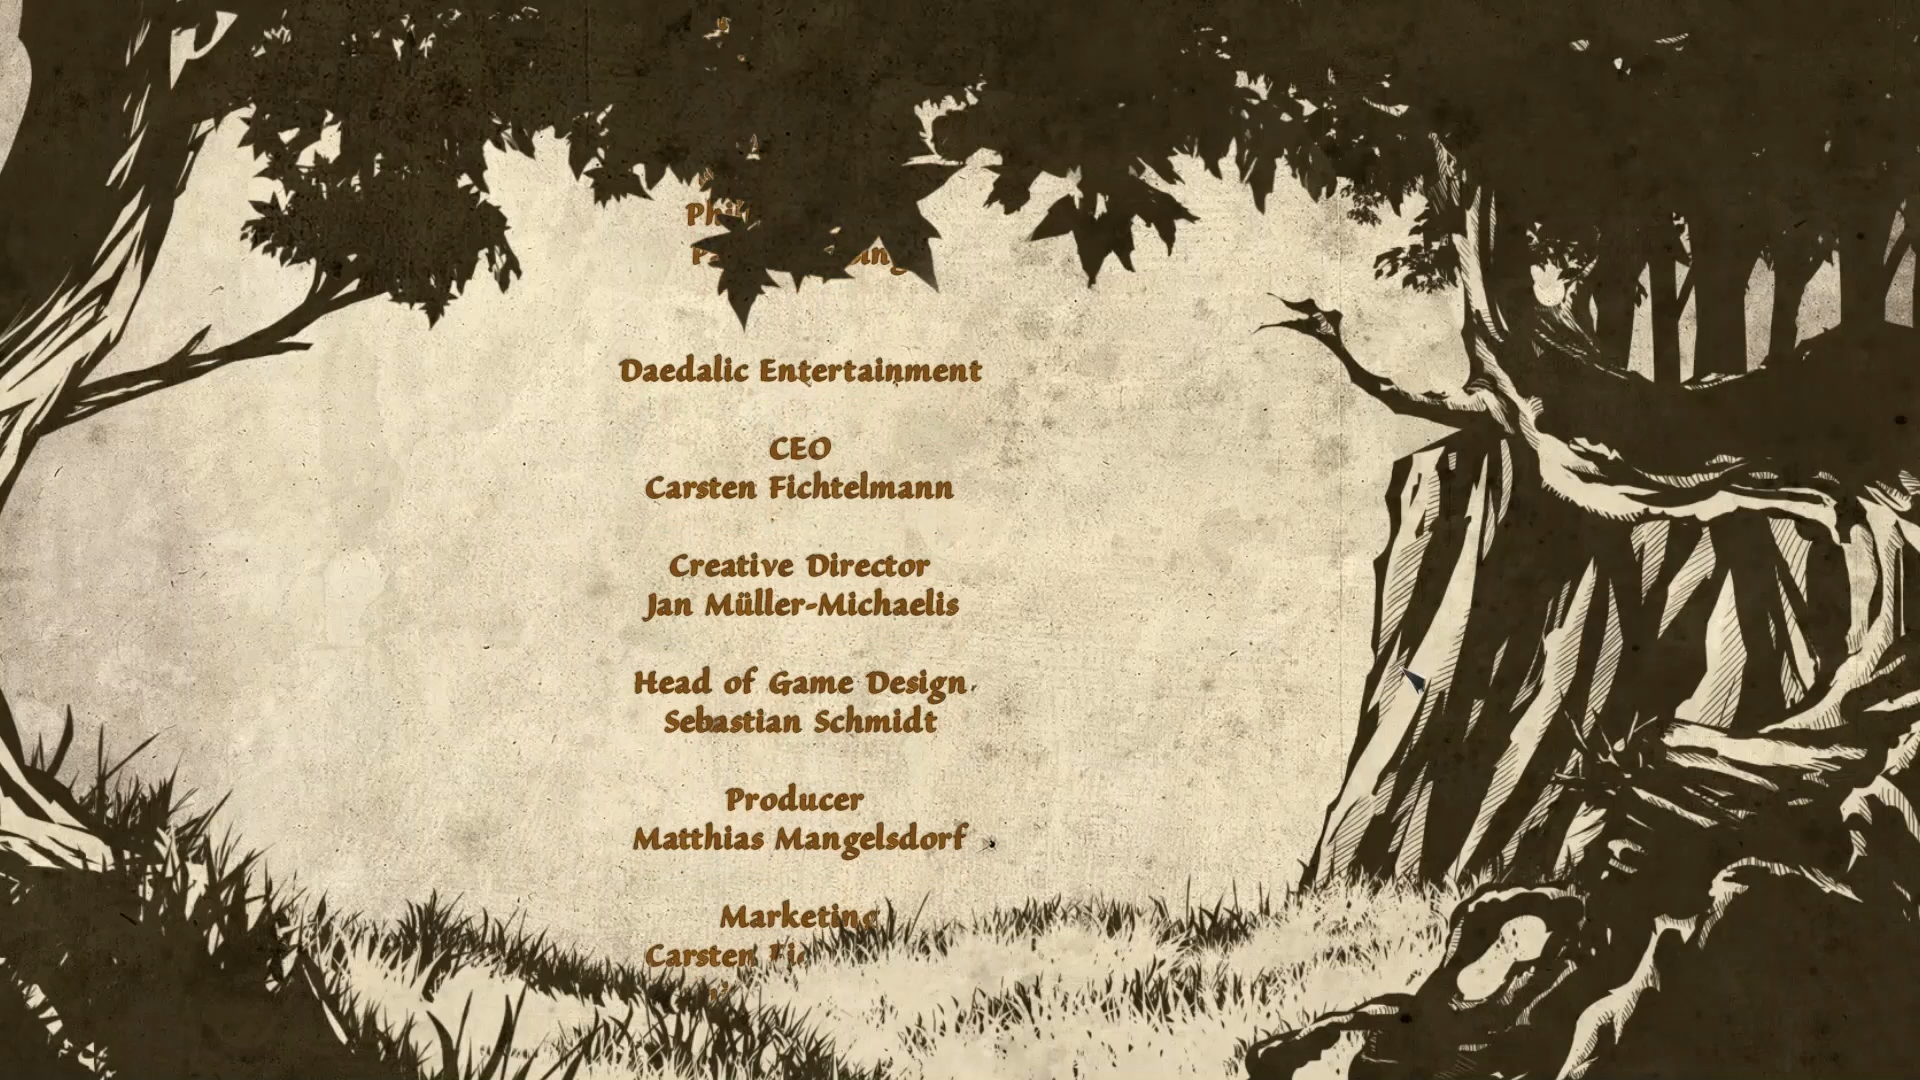 Daedalic Entertainment
CEO
Carsten Fichtelmann
Creative Director
Jan Müller-Michaelis
Head of Game Design
Sebastian Schmidt
Producer
Matthias Mangelsdorf
Marketing
Carsten